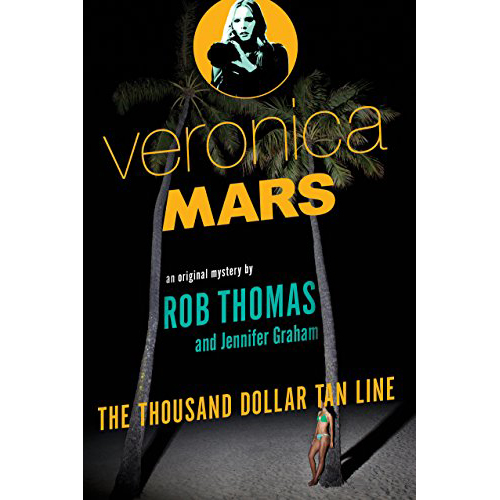 veronica
MARS
an original mystery by
ROB THOMAS
and Jennifer Graham
THE THOUSAND DOLLAR TAN LINE